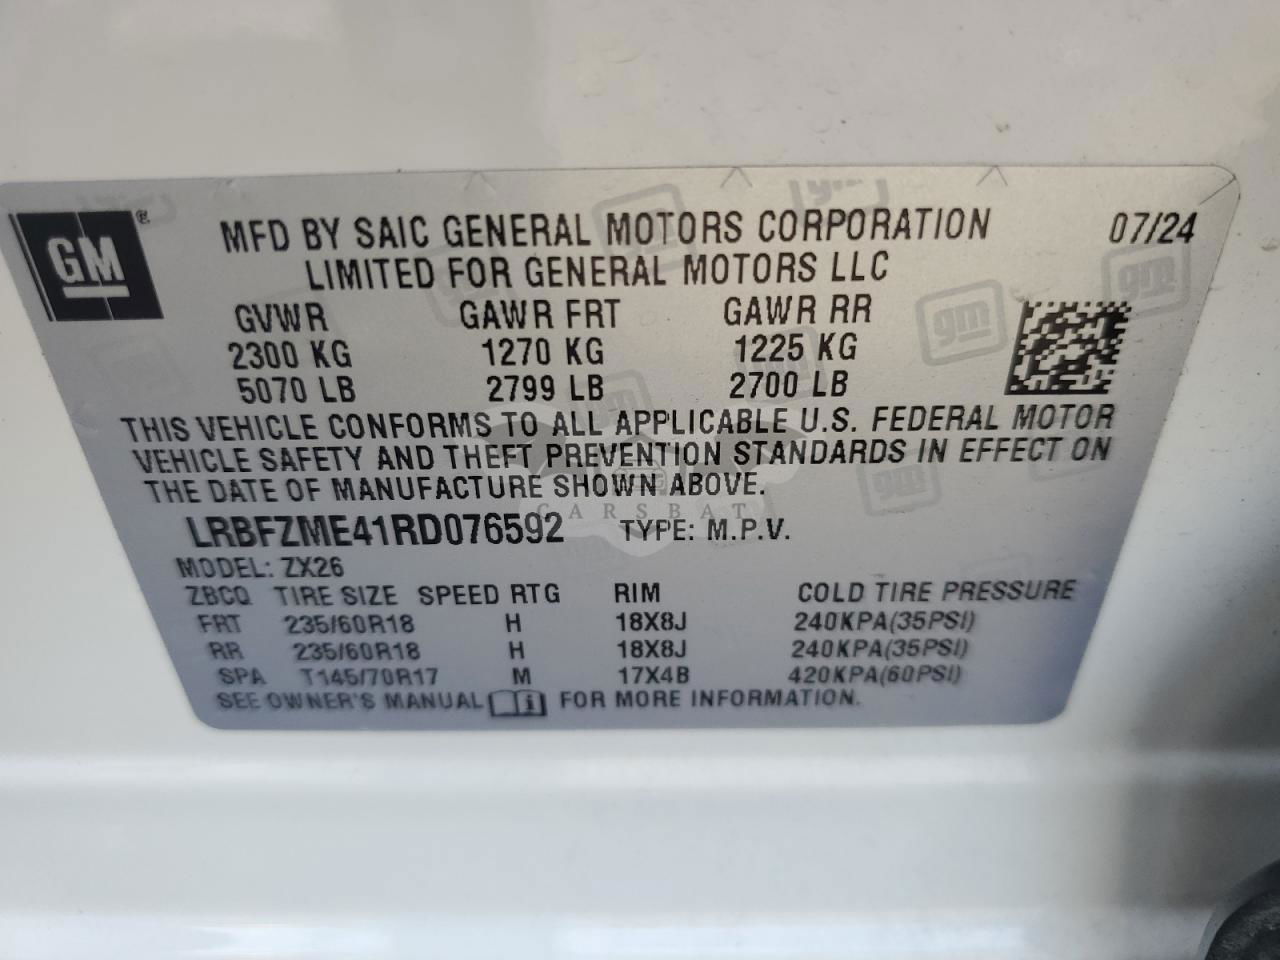 GM ®
MFD BY SAIC GENERAL MOTORS CORPORATION 07/24
LIMITED FOR GENERAL MOTORS LLC
GVWR GAWR FRT GAWR RR
2300 KG 1270 KG 1225 KG
5070 LB 2799 LB 2700 LB
THIS VEHICLE CONFORMS TO ALL APPLICABLE U.S. FEDERAL MOTOR
VEHICLE SAFETY AND THEFT PREVENTION STANDARDS IN EFFECT ON
THE DATE OF MANUFACTURE SHOWN ABOVE.
CARSBAT
LRBFZME41RD076592 TYPE: M.P.V.
MODEL: ZX26
ZBCQ TIRE SIZE SPEED RTG RIM COLD TIRE PRESSURE
FRT 235/60R18 H 18X8J 240KPA(35PSI)
RR 235/60R18 H 18X8J 240KPA(35PSI)
SPA T145/70R17 M 17X4B 420KPA(60PSI)
SEE OWNER'S MANUAL i FOR MORE INFORMATION.